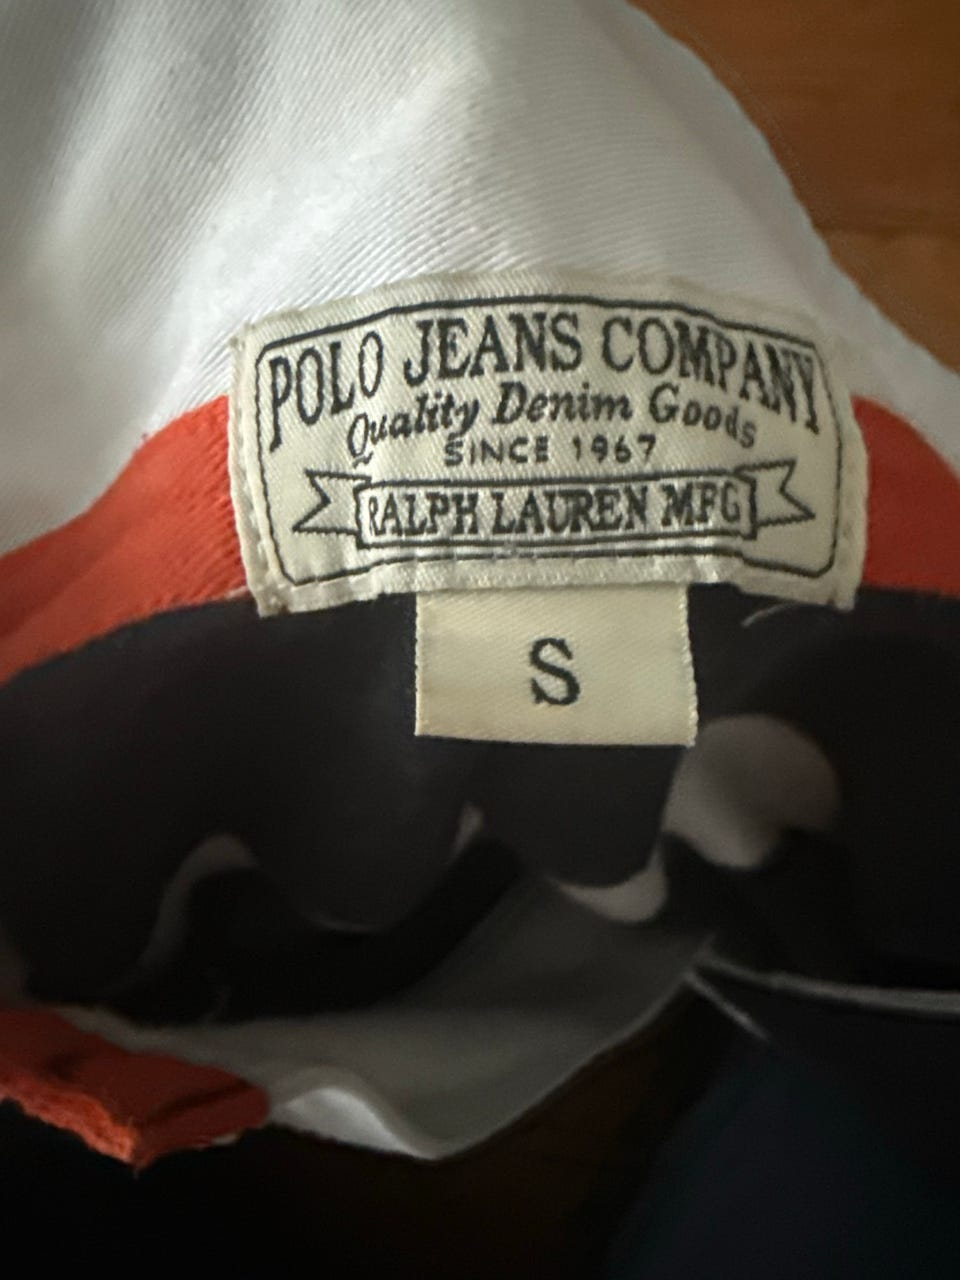 POLO JEANS COMPANY
Quality Denim Goods
SINCE 1967
RALPH LAUREN MFG
S